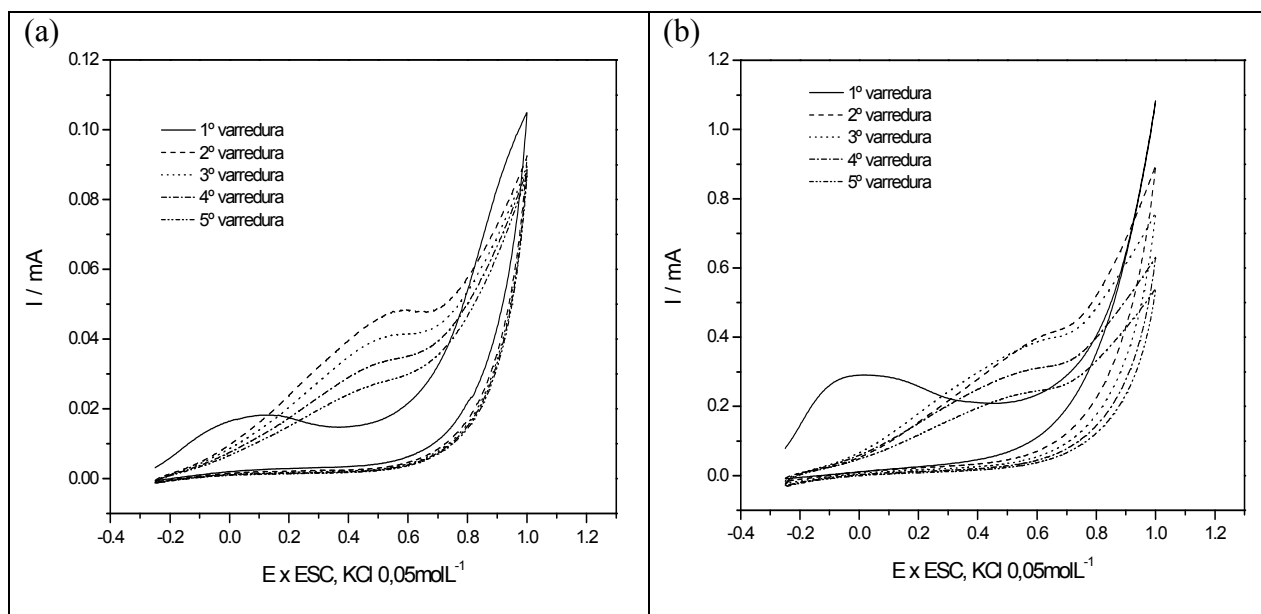 (a)
0.12
0.10
0.08
0.06
0.04
0.02
0.00
I / mA
1º varredura
2º varredura
3º varredura
4º varredura
5º varredura
-0.4 -0.2 0.0 0.2 0.4 0.6 0.8 1.0 1.2
E x ESC, KCl 0,05molL⁻¹
(b)
1.2
1.0
0.8
0.6
0.4
0.2
0.0
I / mA
1º varredura
2º varredura
3º varredura
4º varredura
5º varredura
-0.4 -0.2 0.0 0.2 0.4 0.6 0.8 1.0 1.2
E x ESC, KCl 0,05molL⁻¹